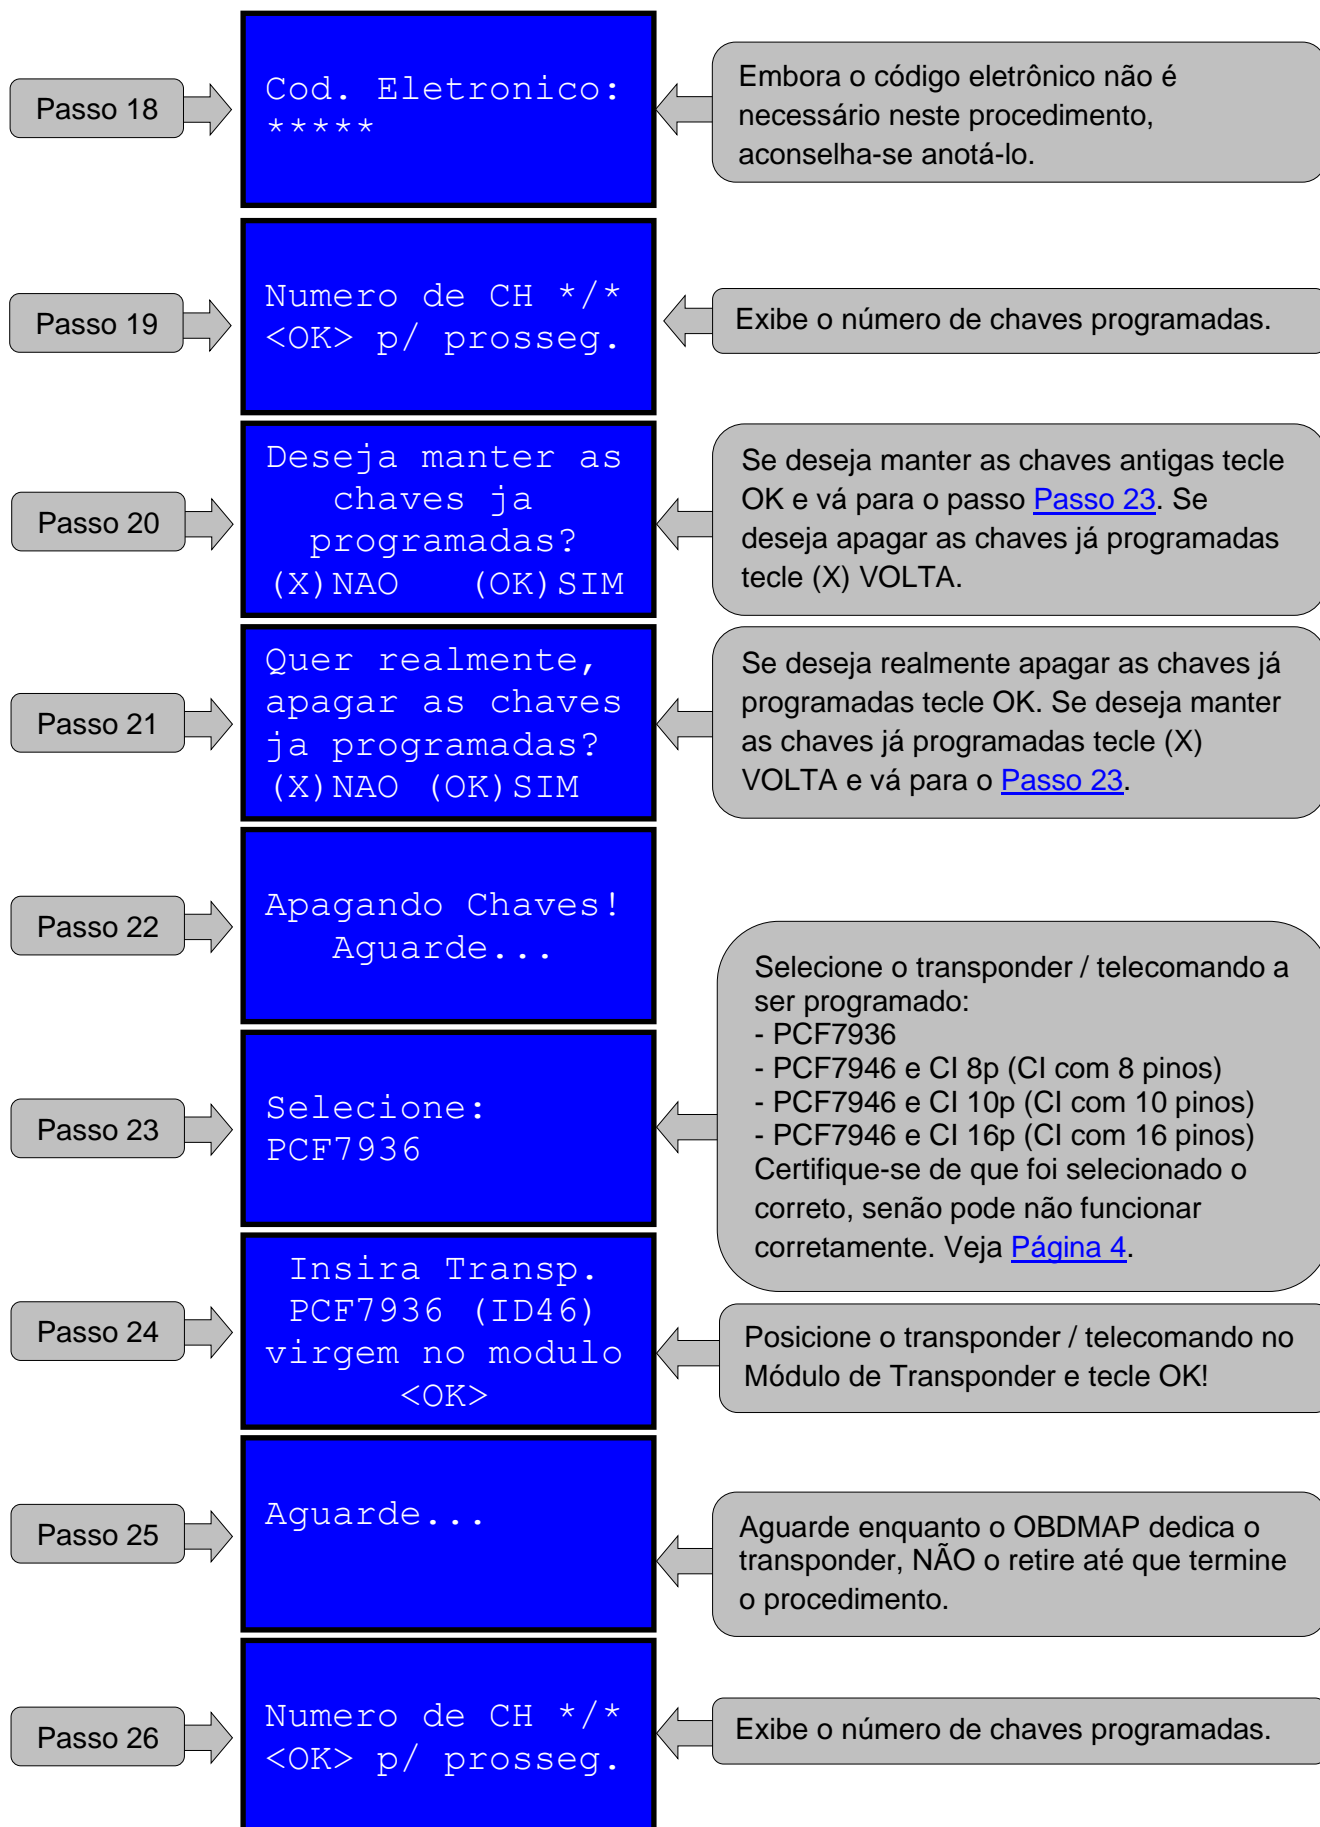 Passo 18
Cod. Eletronico:
*****
Embora o código eletrônico não é
necessário neste procedimento,
aconselha-se anotá-lo.
Passo 19
Numero de CH */*
<OK> p/ prosseg.
Exibe o número de chaves programadas.
Passo 20
Deseja manter as
chaves ja
programadas?
(X)NAO (OK)SIM
Se deseja manter as chaves antigas tecle
OK e vá para o passo Passo 23. Se
deseja apagar as chaves já programadas
tecle (X) VOLTA.
Passo 21
Quer realmente,
apagar as chaves
ja programadas?
(X)NAO (OK)SIM
Se deseja realmente apagar as chaves já
programadas tecle OK. Se deseja manter
as chaves já programadas tecle (X)
VOLTA e vá para o Passo 23.
Passo 22
Apagando Chaves!
Aguarde...
Passo 23
Selecione:
PCF7936
Selecione o transponder / telecomando a
ser programado:
- PCF7936
- PCF7946 e CI 8p (CI com 8 pinos)
- PCF7946 e CI 10p (CI com 10 pinos)
- PCF7946 e CI 16p (CI com 16 pinos)
Certifique-se de que foi selecionado o
correto, senão pode não funcionar
corretamente. Veja Página 4.
Passo 24
Insira Transp.
PCF7936 (ID46)
virgem no modulo
<OK>
Posicione o transponder / telecomando no
Módulo de Transponder e tecle OK!
Passo 25
Aguarde...
Aguarde enquanto o OBDMAP dedica o
transponder, NÃO o retire até que termine
o procedimento.
Passo 26
Numero de CH */*
<OK> p/ prosseg.
Exibe o número de chaves programadas.